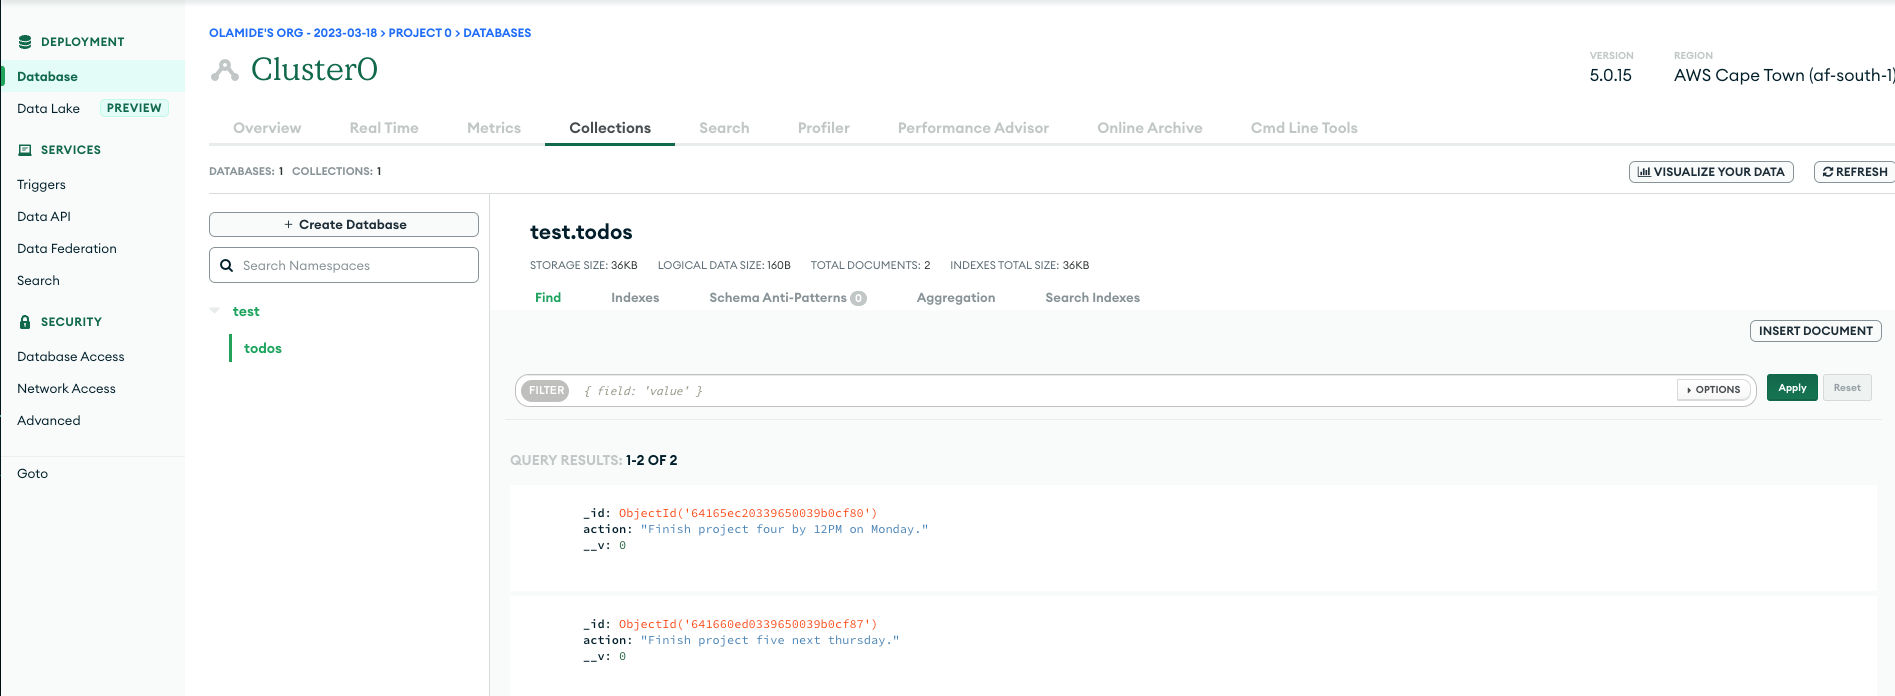 DEPLOYMENT
Database
Data Lake PREVIEW
SERVICES
Triggers
Data API
Data Federation
Search
SECURITY
Database Access
Network Access
Advanced
Goto
OLAMIDE'S ORG - 2023-03-18 > PROJECT 0 > DATABASES
Cluster0
VERSION
5.0.15
REGION
AWS Cape Town (af-south-1)
Overview Real Time Metrics Collections Search Profiler Performance Advisor Online Archive Cmd Line Tools
DATABASES: 1 COLLECTIONS: 1
VISUALIZE YOUR DATA
REFRESH
+ Create Database
Search Namespaces
test
todos
test.todos
STORAGE SIZE: 36KB LOGICAL DATA SIZE: 160B TOTAL DOCUMENTS: 2 INDEXES TOTAL SIZE: 36KB
Find Indexes Schema Anti-Patterns 0 Aggregation Search Indexes
INSERT DOCUMENT
FILTER { field: 'value' } OPTIONS Apply Reset
QUERY RESULTS: 1-2 OF 2
_id: ObjectId('64165ec20339650039b0cf80')
action: "Finish project four by 12PM on Monday."
__v: 0
_id: ObjectId('641660ed0339650039b0cf87')
action: "Finish project five next thursday."
__v: 0